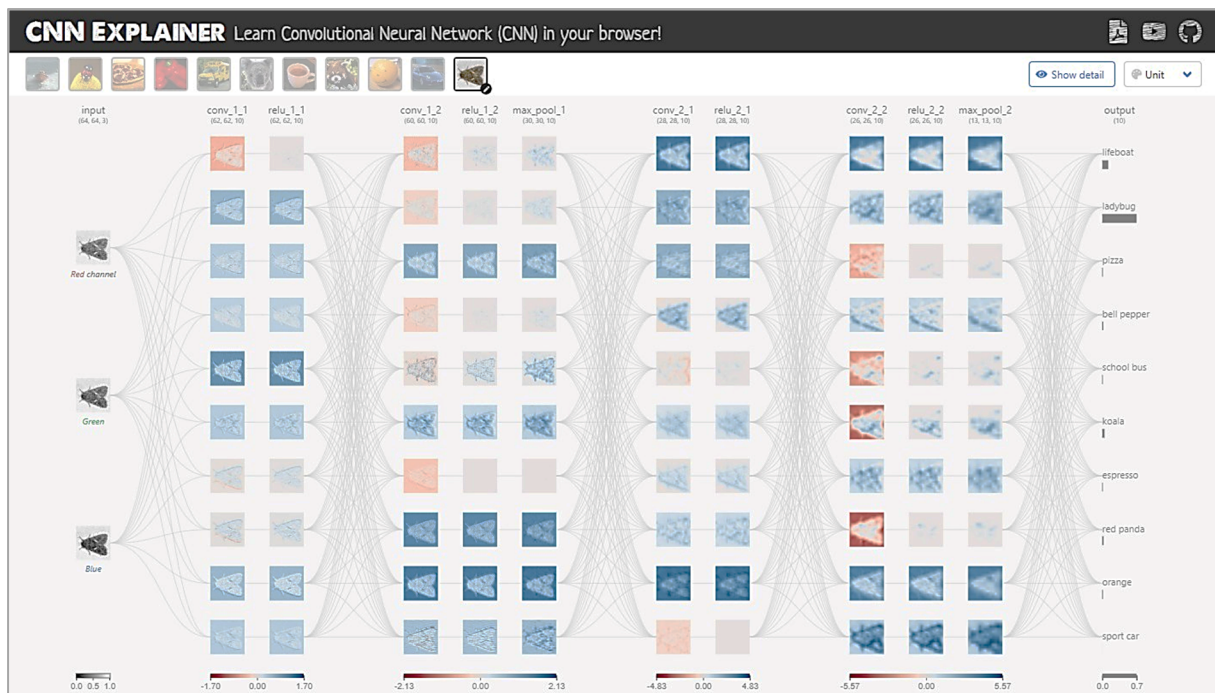 CNN EXPLAINER Learn Convolutional Neural Network (CNN) in your browser!
Show detail
Unit
input conv_1_1 relu_1_1 conv_1_2 relu_1_2 max_pool_1 conv_2_1 relu_2_1 conv_2_2 relu_2_2 max_pool_2 output
(64, 64, 3) (62, 62, 10) (62, 62, 10) (60, 60, 10) (60, 60, 10) (30, 30, 10) (28, 28, 10) (28, 28, 10) (26, 26, 10) (26, 26, 10) (13, 13, 10) (10)
lifeboat
ladybug
pizza
Red channel
bell pepper
school bus
Green
koala
espresso
red panda
Blue
orange
sport car
0.0 0.5 1.0 -1.70 0.00 1.70 -2.13 0.00 2.13 -4.83 0.00 4.83 -5.57 0.00 5.57 0.0 0.7